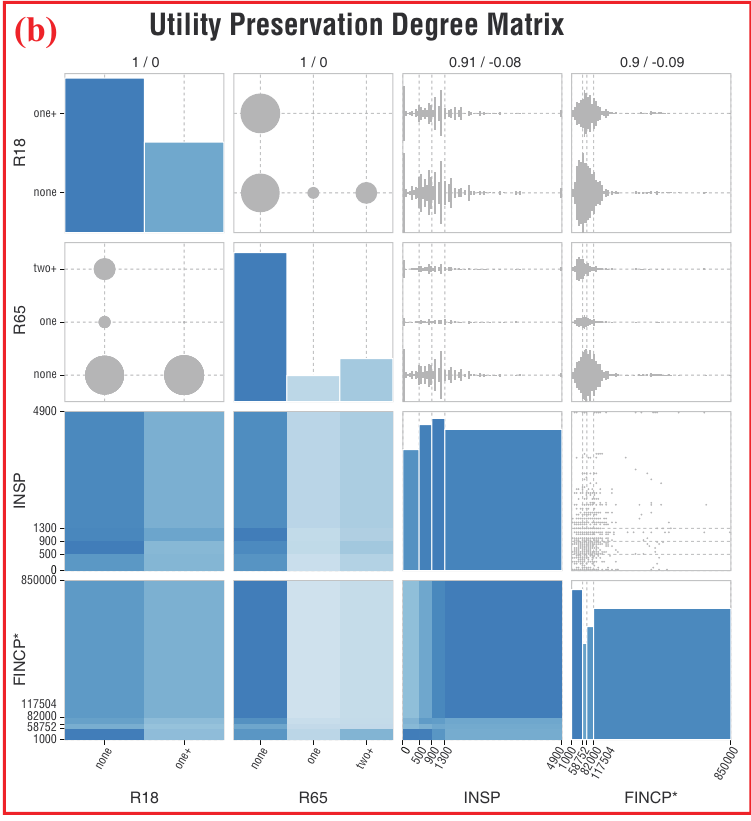 (b) Utility Preservation Degree Matrix
1 / 0 1 / 0 0.91 / -0.08 0.9 / -0.09
R18
one+
none
R65
two+
one
none
INSP
4900
1300
900
500
0
FINCP*
850000
117504
82000
58752
1000
none one+ none one two+ 0 500 900 1300 4900 1000 58752 82000 117504 850000
R18 R65 INSP FINCP*